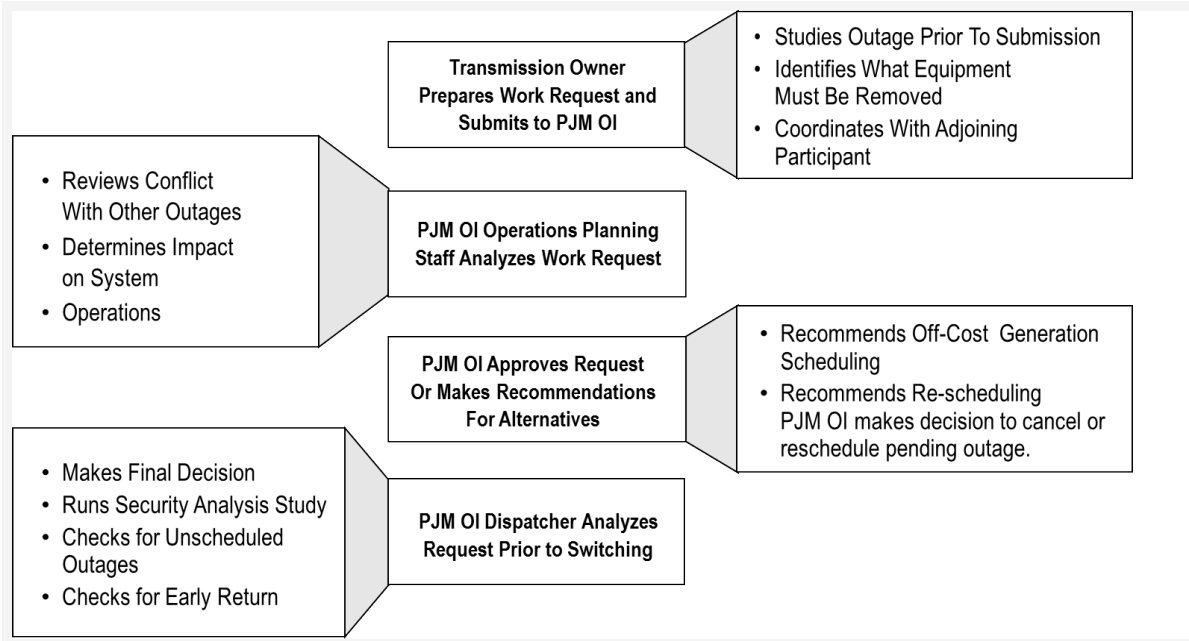 Transmission Owner
Prepares Work Request and
Submits to PJM OI
• Studies Outage Prior To Submission
• Identifies What Equipment
Must Be Removed
• Coordinates With Adjoining
Participant
• Reviews Conflict
With Other Outages
• Determines Impact
on System
• Operations
PJM OI Operations Planning
Staff Analyzes Work Request
PJM OI Approves Request
Or Makes Recommendations
For Alternatives
• Recommends Off-Cost Generation
Scheduling
• Recommends Re-scheduling
PJM OI makes decision to cancel or
reschedule pending outage.
• Makes Final Decision
• Runs Security Analysis Study
• Checks for Unscheduled
Outages
• Checks for Early Return
PJM OI Dispatcher Analyzes
Request Prior to Switching